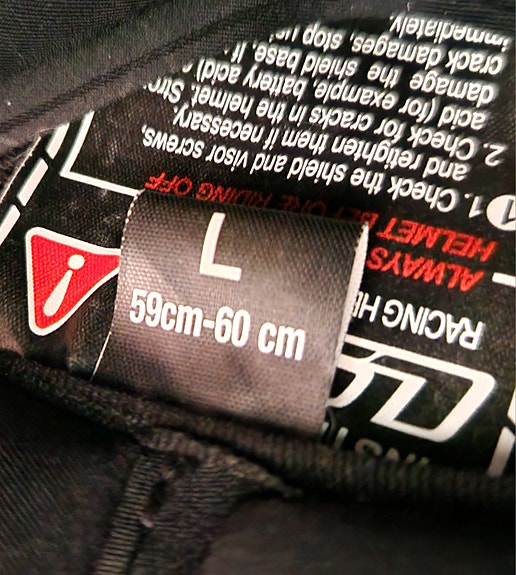 L
59cm-60 cm
RACING
ALWAYS
HELMET BEFORE RIDING OFF
1. Check the shield and visor screws,
and retighten them if necessary.
2. Check for cracks in the helmet.
acid (for example, battery acid)
damage the shield base.
crack damages, stop
immediately.